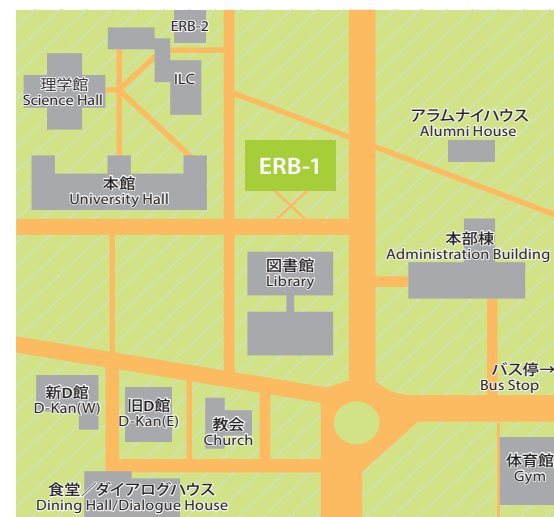 ERB-2
ILC
理学館
Science Hall
アラムナイハウス
Alumni House
ERB-1
本館
University Hall
本部棟
Administration Building
図書館
Library
バス停→
Bus Stop
新D館
D-Kan(W)
旧D館
D-Kan(E)
教会
Church
体育館
Gym
食堂／ダイアログハウス
Dining Hall/Dialogue House